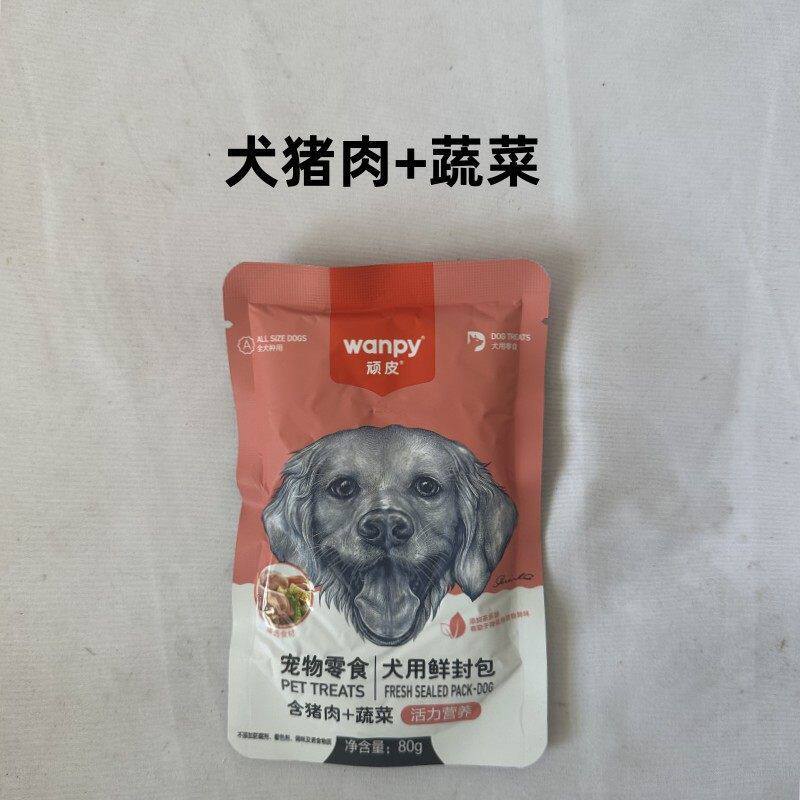 犬猪肉+蔬菜
ALL SIZE DOGS
全犬种用
wanpy®
顽皮®
DOG TREATS
犬用零食
宠物零食 | 犬用鲜封包
PET TREATS | FRESH SEALED PACK-DOG
含猪肉+蔬菜 活力营养
净含量：80g